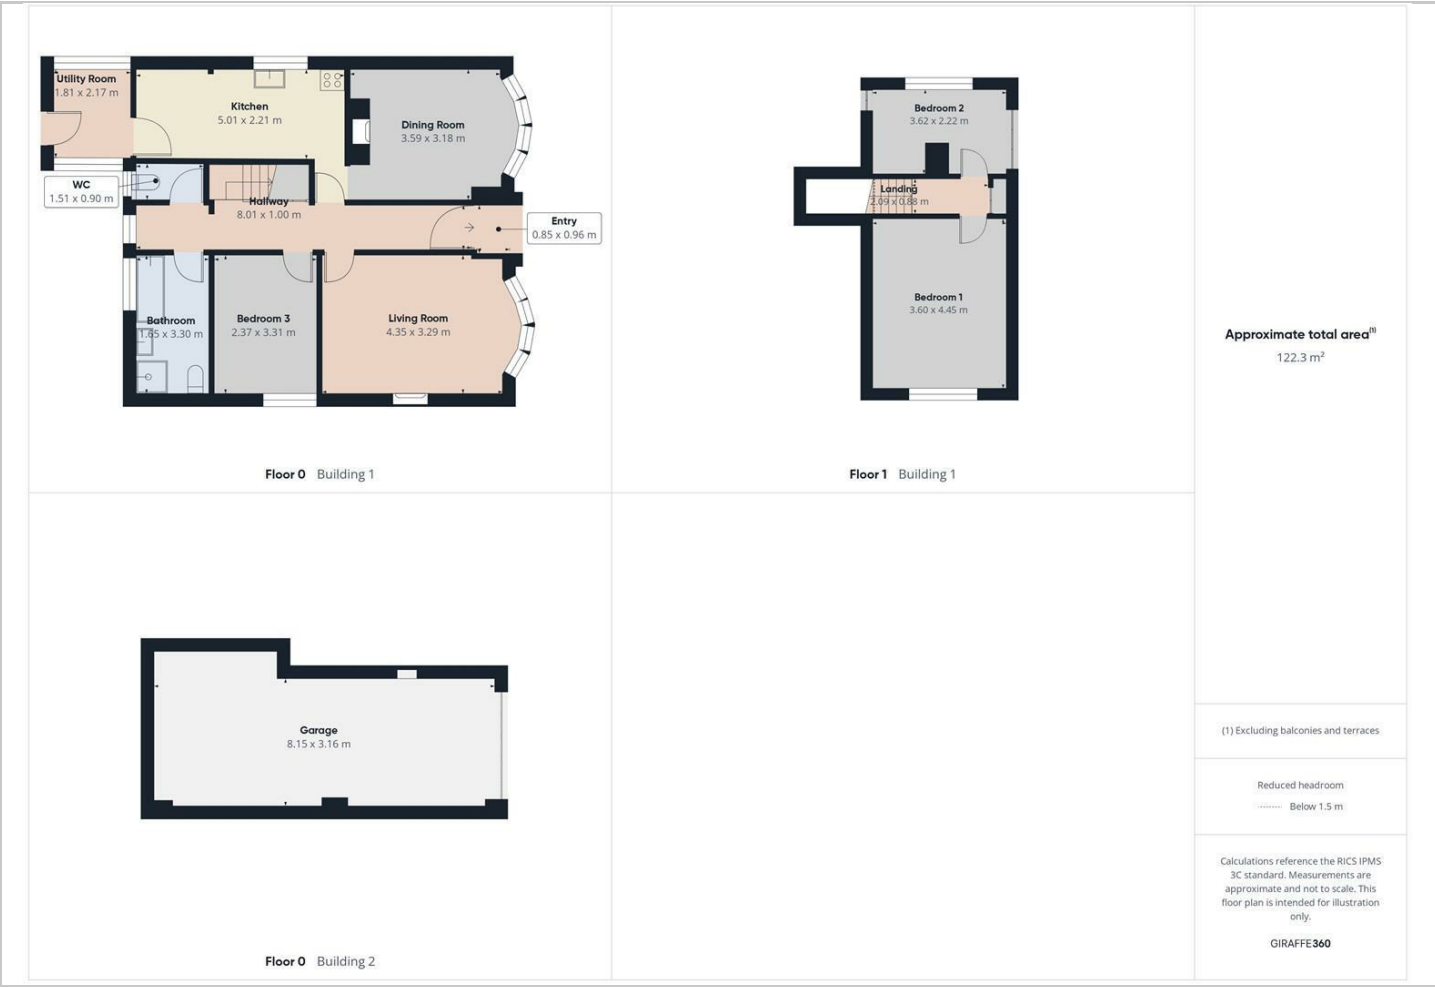 Utility Room
1.81 x 2.17 m
Kitchen
5.01 x 2.21 m
Dining Room
3.59 x 3.18 m
WC
1.51 x 0.90 m
Hallway
8.01 x 1.00 m
Entry
0.85 x 0.96 m
Bathroom
1.65 x 3.30 m
Bedroom 3
2.37 x 3.31 m
Living Room
4.35 x 3.29 m
Floor 0 Building 1
Bedroom 2
3.62 x 2.22 m
Landing
2.09 x 0.88 m
Bedroom 1
3.60 x 4.45 m
Floor 1 Building 1
Garage
8.15 x 3.16 m
Floor 0 Building 2
Approximate total area(1)
122.3 m²
(1) Excluding balconies and terraces
Reduced headroom
Below 1.5 m
Calculations reference the RICS IPMS
3C standard. Measurements are
approximate and not to scale. This
floor plan is intended for illustration
only.
GIRAFFE360